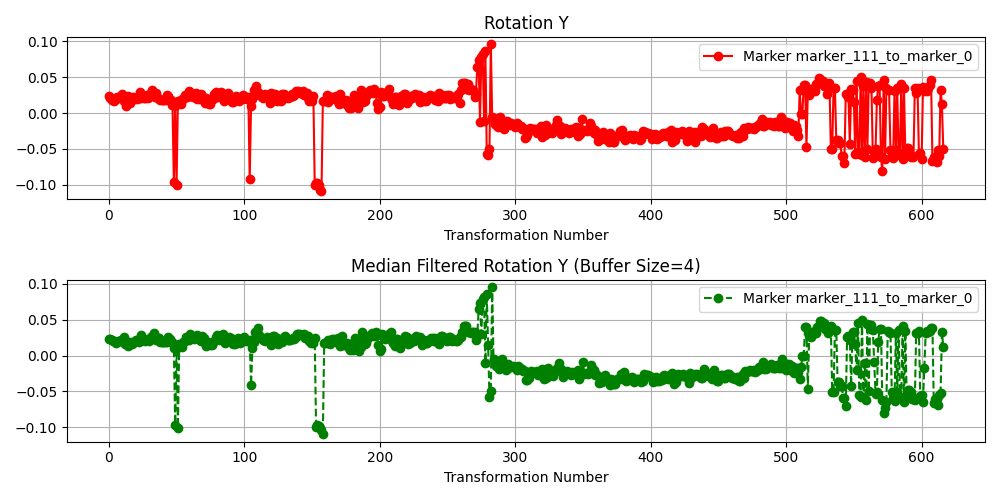 Rotation Y
0.10
0.05
0.00
−0.05
−0.10
Marker marker_111_to_marker_0
0 100 200 300 400 500 600
Transformation Number
Median Filtered Rotation Y (Buffer Size=4)
0.10
0.05
0.00
−0.05
−0.10
Marker marker_111_to_marker_0
0 100 200 300 400 500 600
Transformation Number